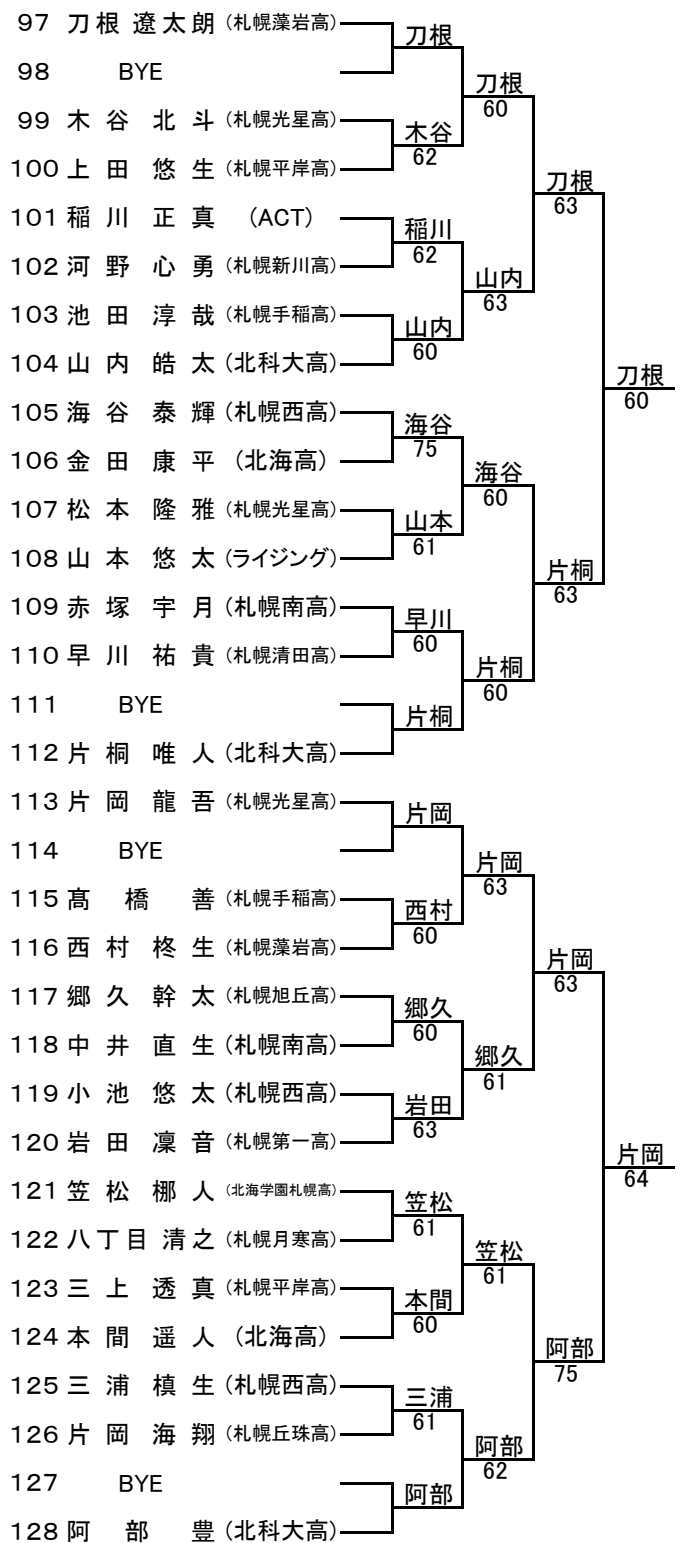 97 刀根 遼太朗 (札幌藻岩高)
刀根
98 BYE
刀根
60
99 木谷 北斗 (札幌光星高)
木谷
62
100 上田 悠生 (札幌平岸高)
刀根
63
101 稲川 正真 (ACT)
稲川
62
102 河野 心勇 (札幌新川高)
山内
63
103 池田 淳哉 (札幌手稲高)
山内
60
104 山内 皓太 (北科大高)
刀根
60
105 海谷 泰輝 (札幌西高)
海谷
75
106 金田 康平 (北海高)
海谷
60
107 松本 隆雅 (札幌光星高)
山本
61
108 山本 悠太 (ライジング)
片桐
63
109 赤塚 宇月 (札幌南高)
早川
60
110 早川 祐貴 (札幌清田高)
片桐
60
111 BYE
片桐
112 片桐 唯人 (北科大高)
113 片岡 龍吾 (札幌光星高)
片岡
114 BYE
片岡
63
115 髙橋 善 (札幌手稲高)
西村
60
116 西村 柊生 (札幌藻岩高)
片岡
63
117 郷久 幹太 (札幌旭丘高)
郷久
60
118 中井 直生 (札幌南高)
郷久
61
119 小池 悠太 (札幌西高)
岩田
63
120 岩田 凜音 (札幌第一高)
片岡
64
121 笠松 梛人 (北海学園札幌高)
笠松
61
122 八丁目 清之 (札幌月寒高)
笠松
61
123 三上 透真 (札幌平岸高)
本間
60
124 本間 遥人 (北海高)
阿部
75
125 三浦 槙生 (札幌西高)
三浦
61
126 片岡 海翔 (札幌丘珠高)
阿部
62
127 BYE
阿部
128 阿部 豊 (北科大高)